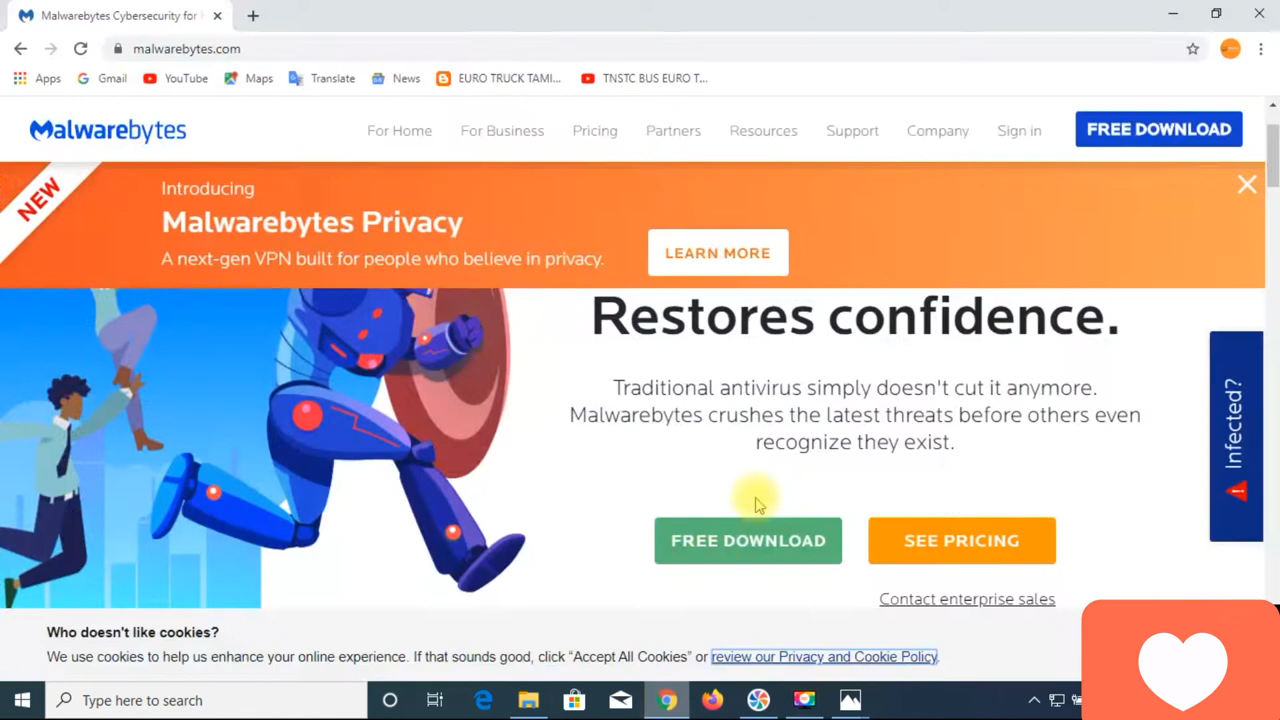 Malwarebytes Cybersecurity for H
malwarebytes.com
Apps Gmail YouTube Maps Translate News EURO TRUCK TAMI... TNSTC BUS EURO T...
Malwarebytes For Home For Business Pricing Partners Resources Support Company Sign in FREE DOWNLOAD
NEW
Introducing
Malwarebytes Privacy
A next-gen VPN built for people who believe in privacy.
LEARN MORE
Restores confidence.
Traditional antivirus simply doesn't cut it anymore.
Malwarebytes crushes the latest threats before others even
recognize they exist.
Infected?
FREE DOWNLOAD SEE PRICING
Contact enterprise sales
Who doesn't like cookies?
We use cookies to help us enhance your online experience. If that sounds good, click “Accept All Cookies” or review our Privacy and Cookie Policy.
Type here to search